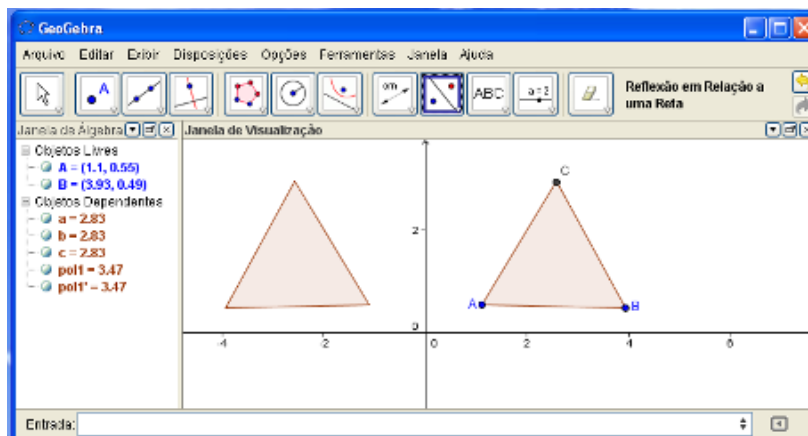 GeoGebra
Arquivo Editar Exibir Disposições Opções Ferramentas Janela Ajuda
A
cm
ABC
a=2
Reflexão em Relação a
uma Reta
Janela de Álgebra
Janela de Visualização
Objetos Livres
A = (1.1, 0.55)
B = (3.93, 0.49)
Objetos Dependentes
a = 2.83
b = 2.83
c = 2.83
pol1 = 3.47
pol1' = 3.47
C
2
A
B
0
-4
-2
0
2
4
6
Entrada: